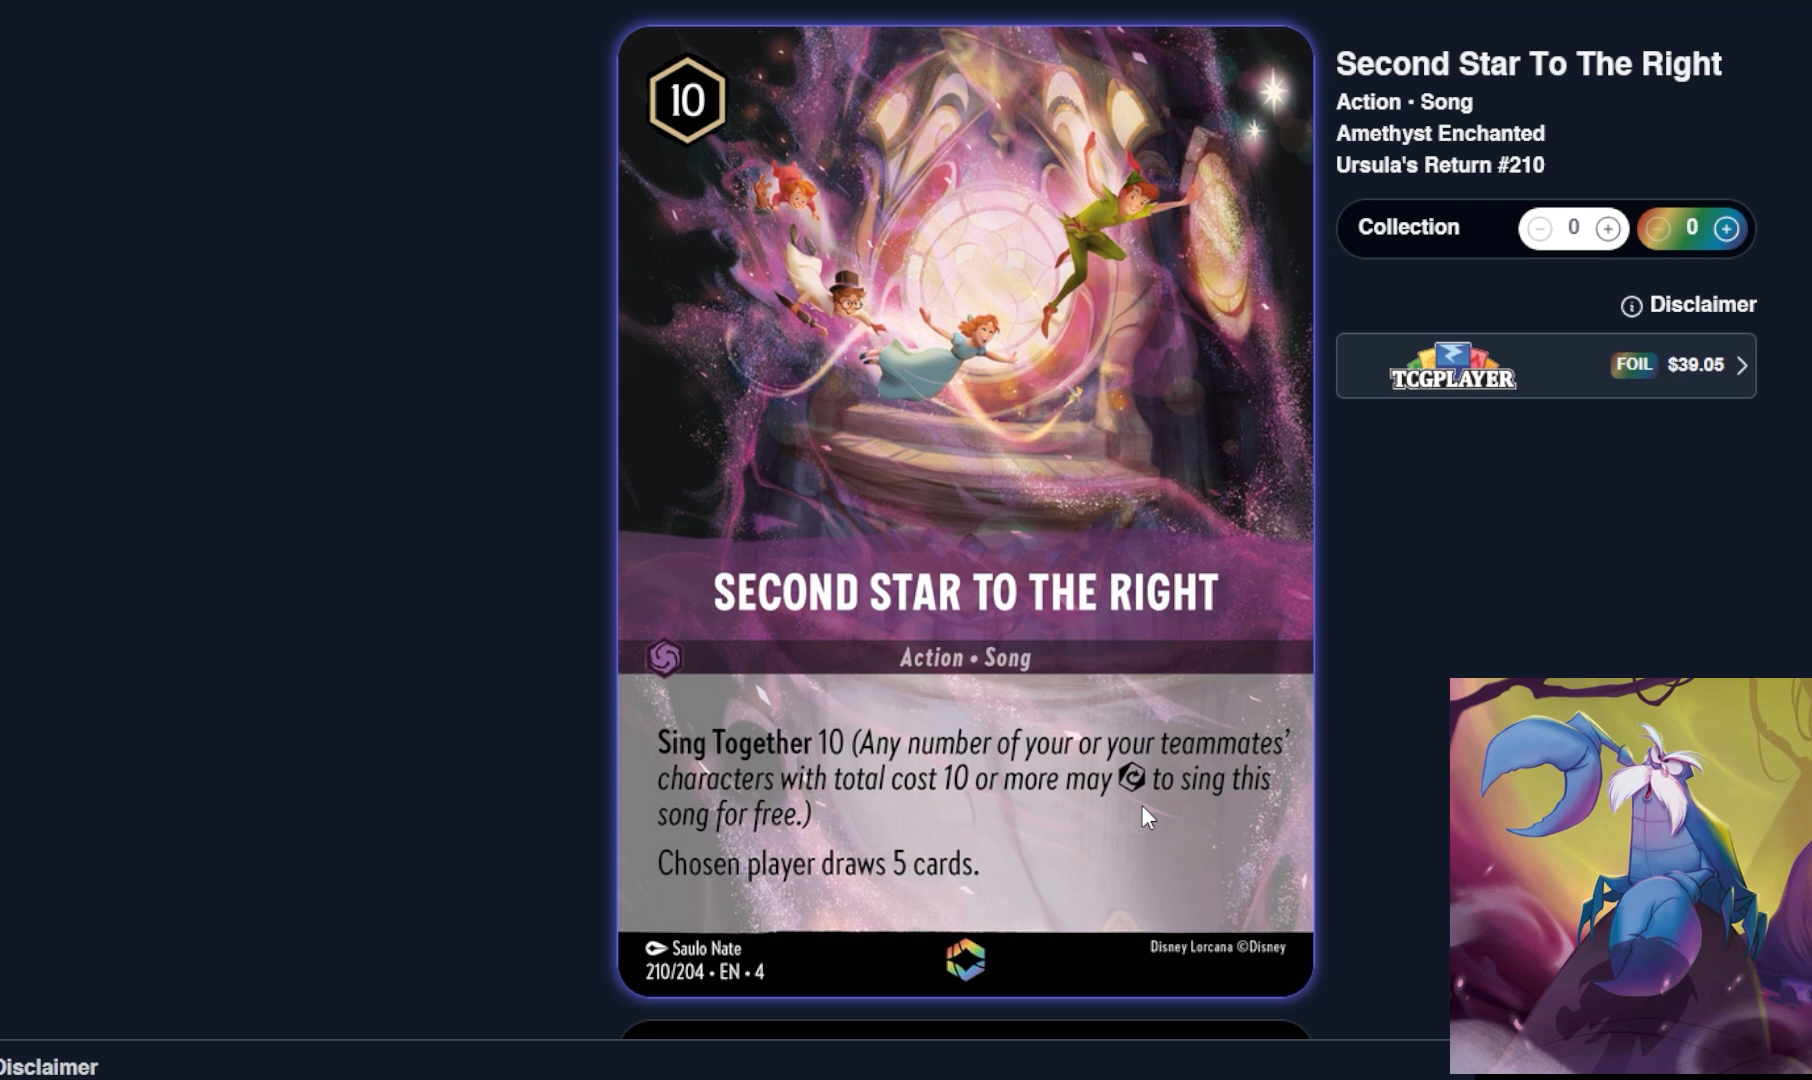 10
SECOND STAR TO THE RIGHT
Action • Song
Sing Together 10 (Any number of your or your teammates'
characters with total cost 10 or more may to sing this
song for free.)
Chosen player draws 5 cards.
Saulo Nate
210/204 • EN • 4
Disney Lorcana ©Disney
Second Star To The Right
Action • Song
Amethyst Enchanted
Ursula's Return #210
Collection 0 0
Disclaimer
TCGPLAYER FOIL $39.05
Disclaimer